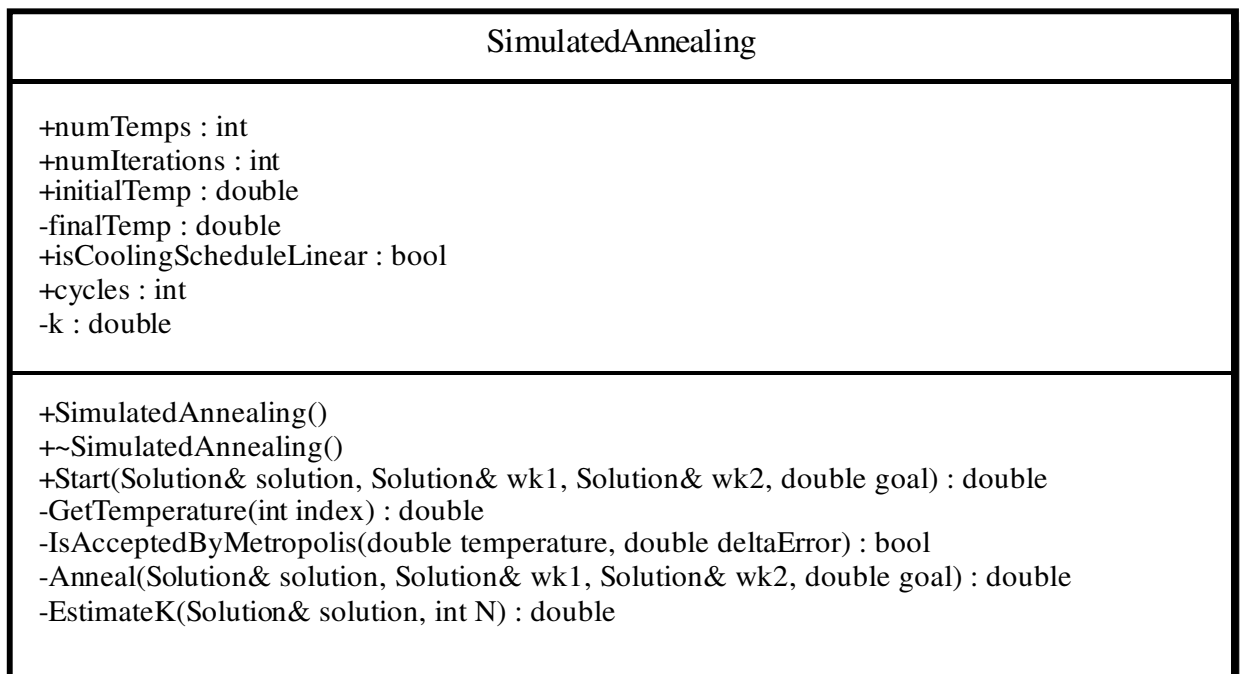 SimulatedAnnealing
+numTemps : int
+numIterations : int
+initialTemp : double
-finalTemp : double
+isCoolingScheduleLinear : bool
+cycles : int
-k : double
+SimulatedAnnealing()
+~SimulatedAnnealing()
+Start(Solution& solution, Solution& wk1, Solution& wk2, double goal) : double
-GetTemperature(int index) : double
-IsAcceptedByMetropolis(double temperature, double deltaError) : bool
-Anneal(Solution& solution, Solution& wk1, Solution& wk2, double goal) : double
-EstimateK(Solution& solution, int N) : double